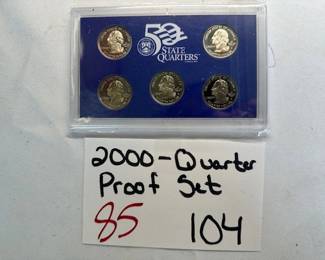 50
STATE
QUARTERS
2000-Quarter
Proof Set
85 104